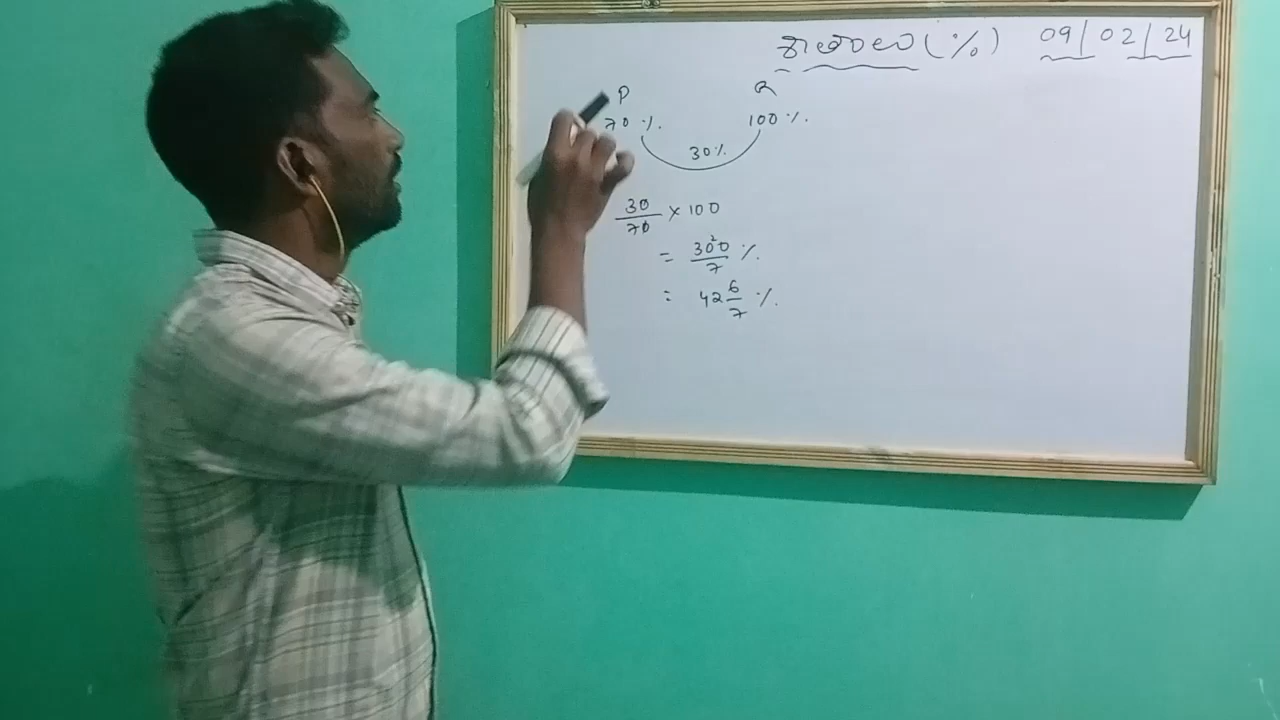 (%) 09/02/24
P R
70 % 100 %
30 %
30/70 × 100
= 300/7 %
= 42 6/7 %